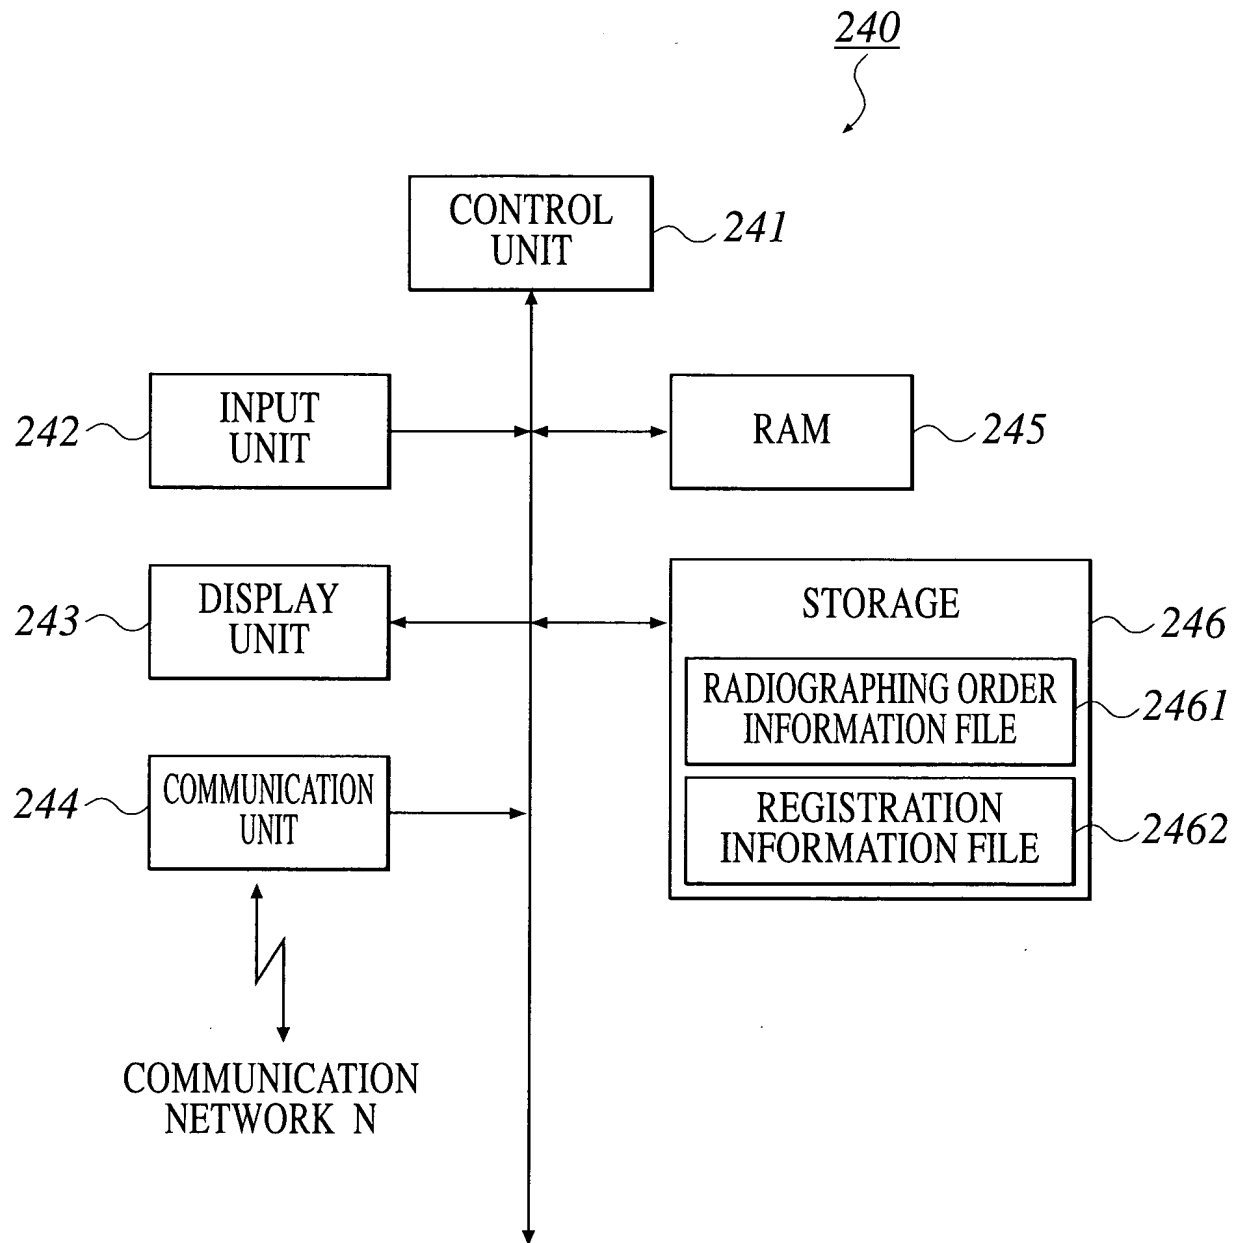 240
CONTROL
UNIT
241
INPUT
UNIT
242
RAM
245
DISPLAY
UNIT
243
STORAGE
246
RADIOGRAPHING ORDER
INFORMATION FILE
2461
COMMUNICATION
UNIT
244
REGISTRATION
INFORMATION FILE
2462
COMMUNICATION
NETWORK N